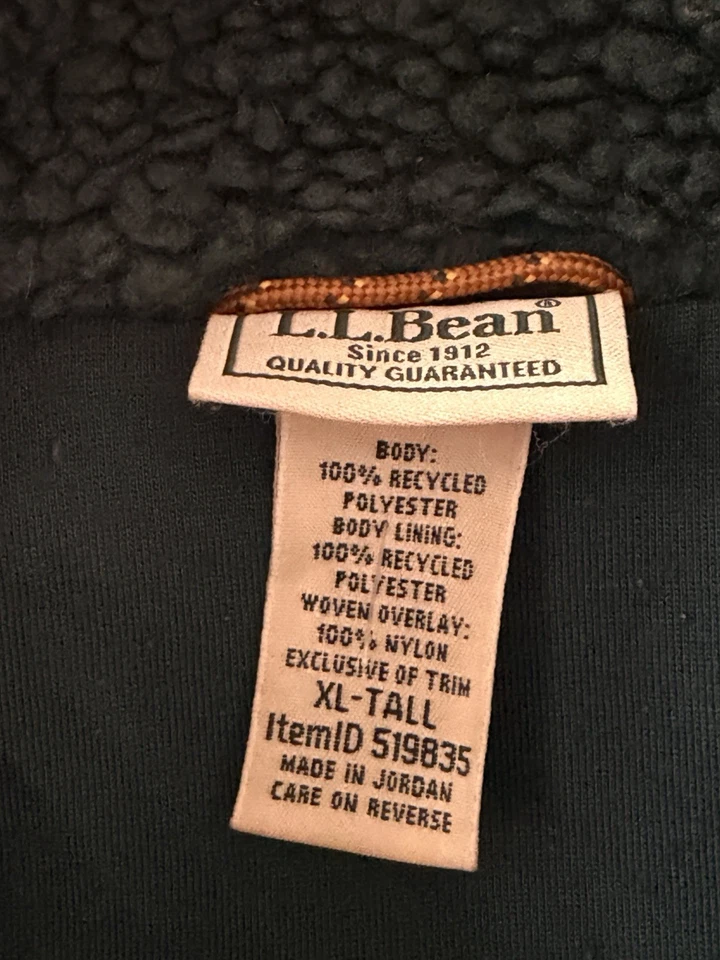 L.L.Bean®
Since 1912
QUALITY GUARANTEED
BODY:
100% RECYCLED
POLYESTER
BODY LINING:
100% RECYCLED
POLYESTER
WOVEN OVERLAY:
100% NYLON
EXCLUSIVE OF TRIM
XL-TALL
ItemID 519835
MADE IN JORDAN
CARE ON REVERSE